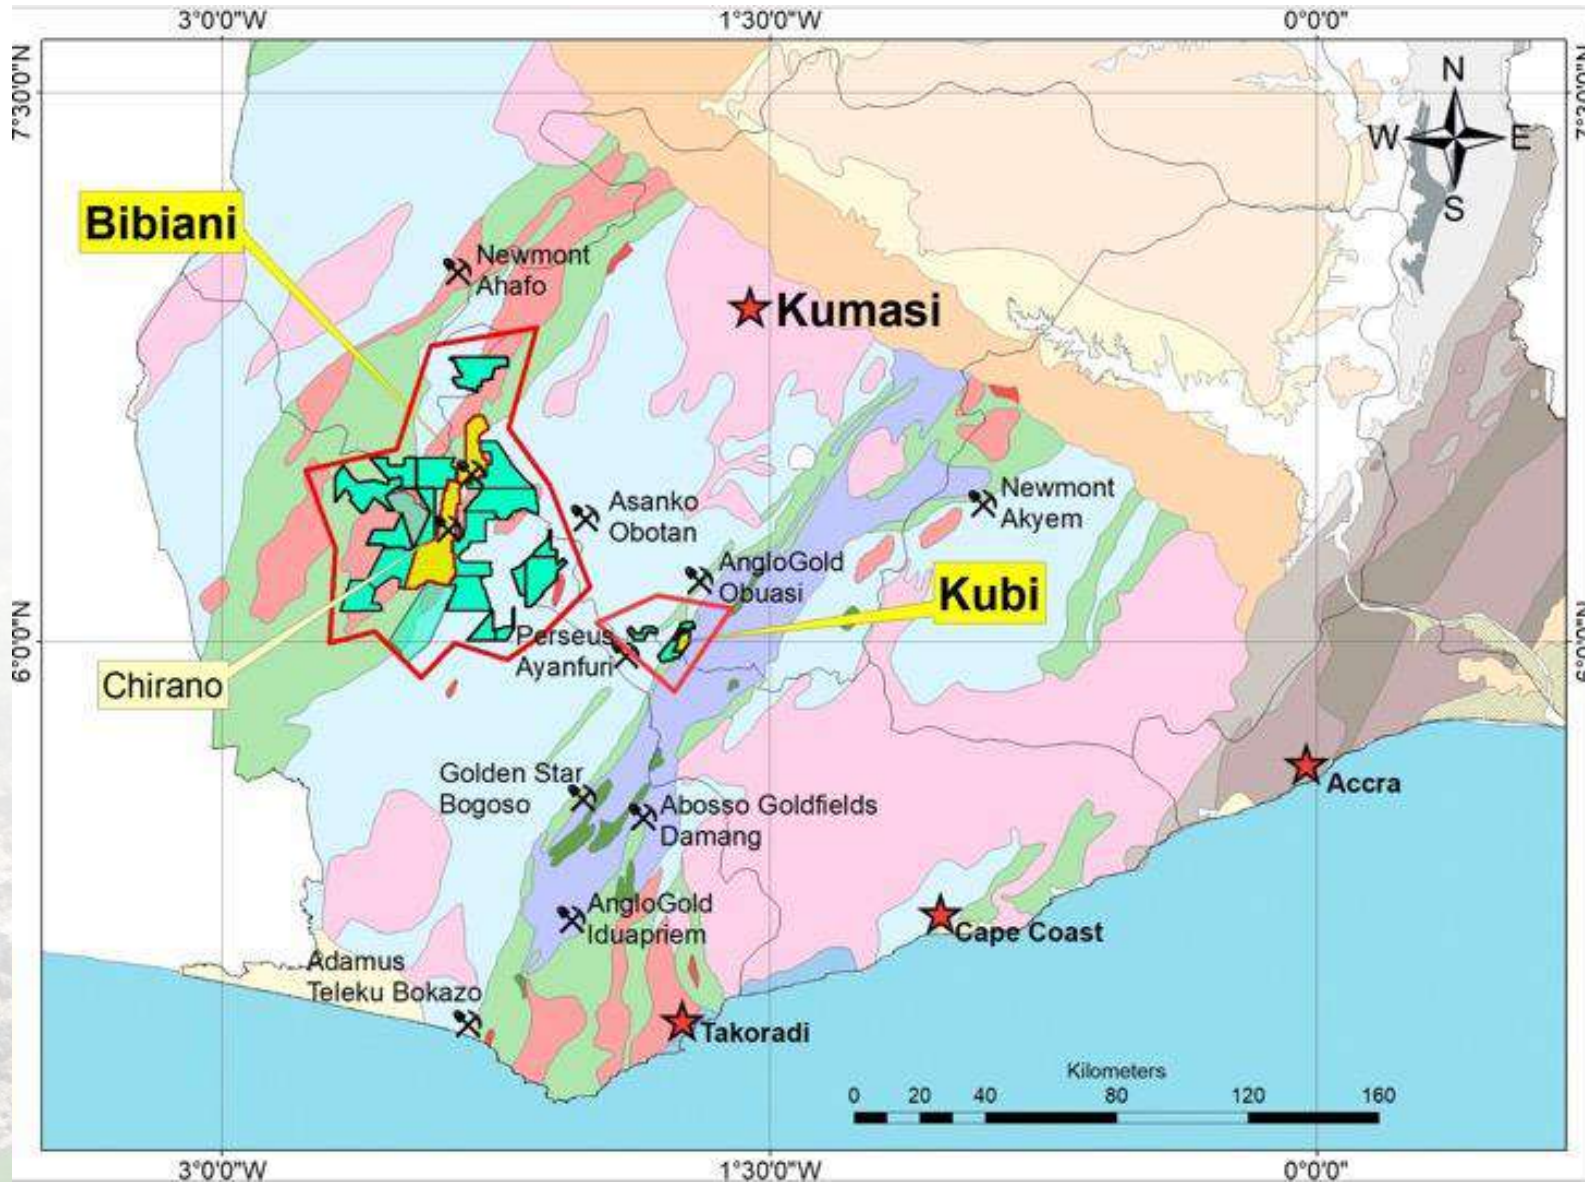 3°0'0"W
1°30'0"W
0°0'0"
7°30'0"N
7°30'0"N
N
W
E
S
Bibiani
Newmont
Ahafo
Kumasi
Asanko
Obotan
Newmont
Akyem
AngloGold
Obuasi
Kubi
6°0'0"N
6°0'0"N
Perseus
Ayanfuri
Chirano
Golden Star
Bogoso
Abosso Goldfields
Damang
Accra
AngloGold
Iduapriem
Cape Coast
Adamus
Teleku Bokazo
Takoradi
Kilometers
0 20 40 80 120 160
3°0'0"W
1°30'0"W
0°0'0"